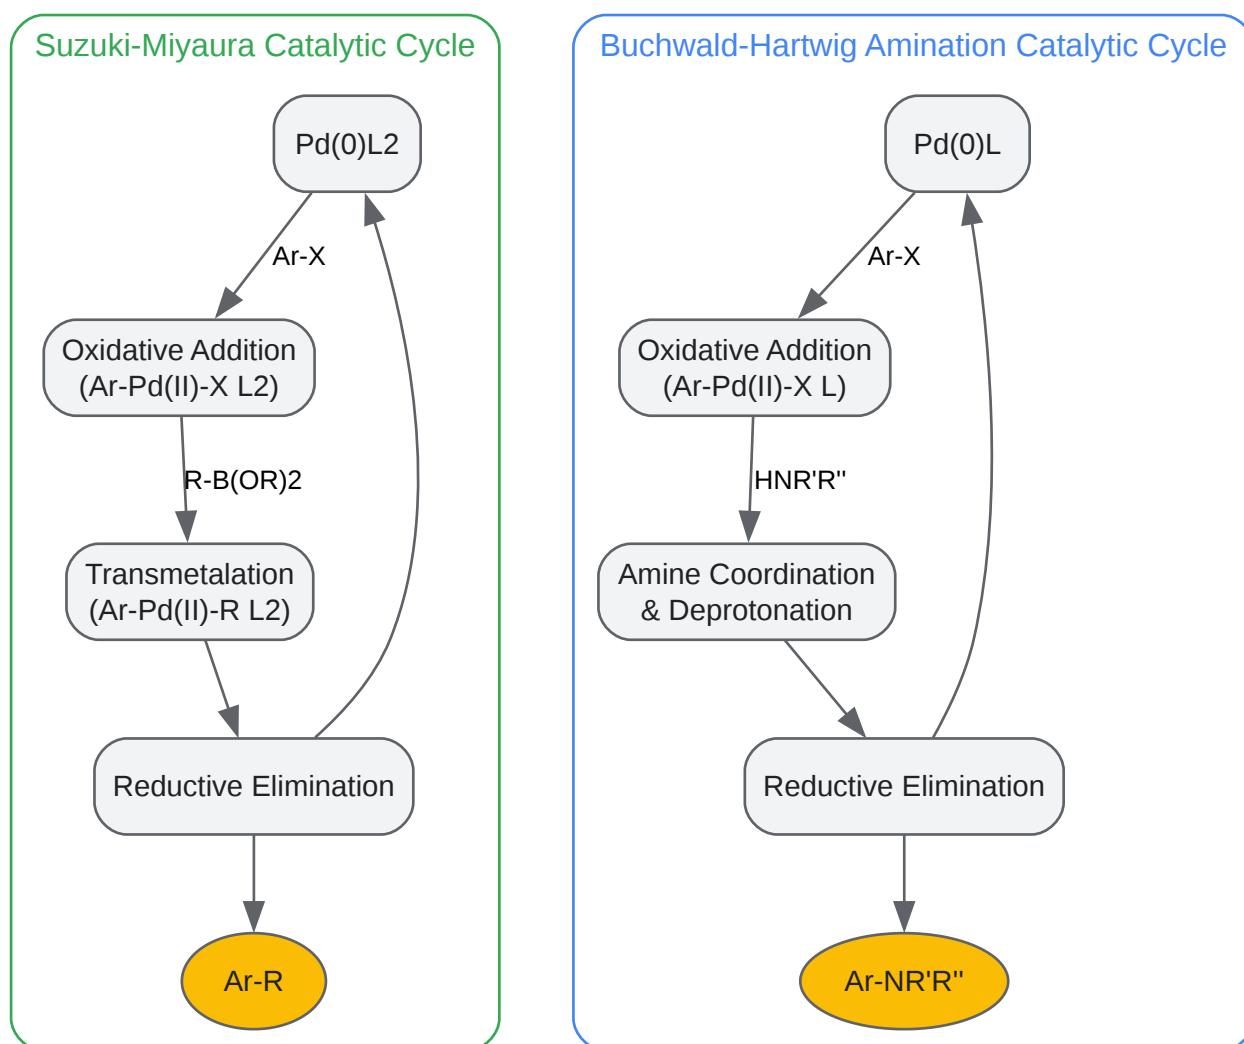 Suzuki-Miyaura Catalytic Cycle
Pd(0)L2
Ar-X
Oxidative Addition
(Ar-Pd(II)-X L2)
R-B(OR)2
Transmetalation
(Ar-Pd(II)-R L2)
Reductive Elimination
Ar-R
Buchwald-Hartwig Amination Catalytic Cycle
Pd(0)L
Ar-X
Oxidative Addition
(Ar-Pd(II)-X L)
HNR'R''
Amine Coordination
& Deprotonation
Reductive Elimination
Ar-NR'R''